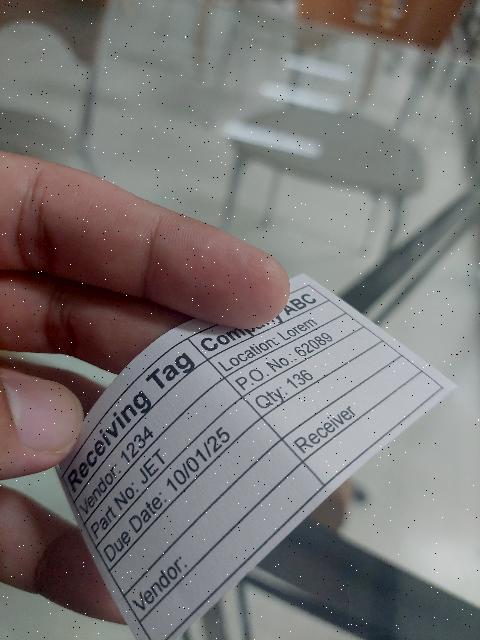 Receiving Tag Company ABC
Vendor: 1234 Location: Lorem
Part No: JET P.O. No.: 62089
Due Date: 10/01/25 Qty: 136
Vendor: Receiver